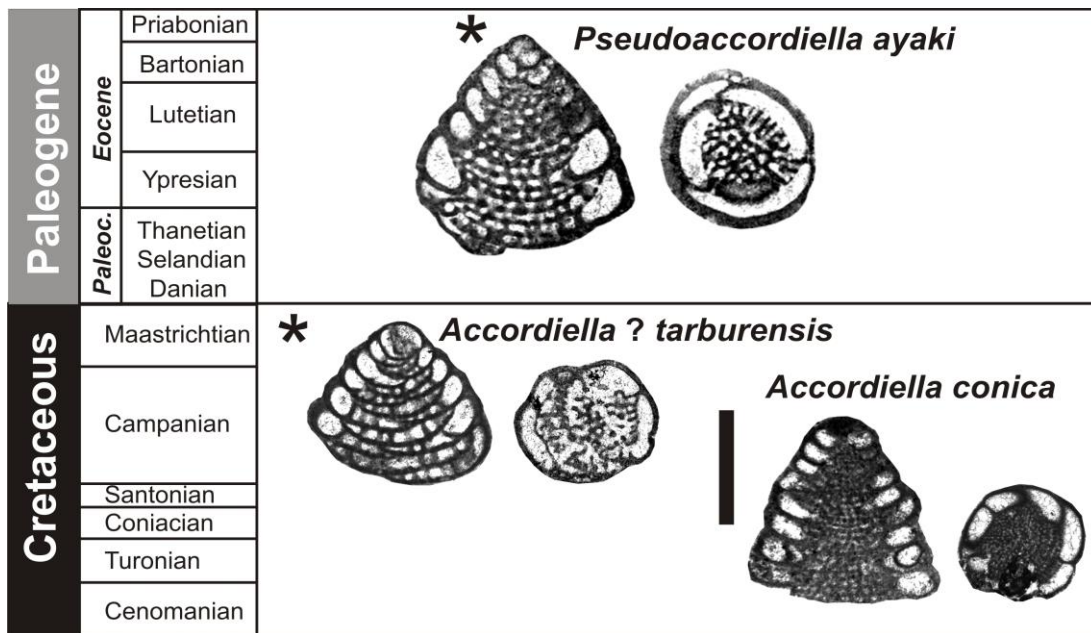 Paleogene
Eocene
Priabonian
Bartonian
Lutetian
Ypresian
Paleoc.
Thanetian
Selandian
Danian
* Pseudoaccordiella ayaki
Cretaceous
Maastrichtian
Campanian
Santonian
Coniacian
Turonian
Cenomanian
* Accordiella ? tarburensis
Accordiella conica